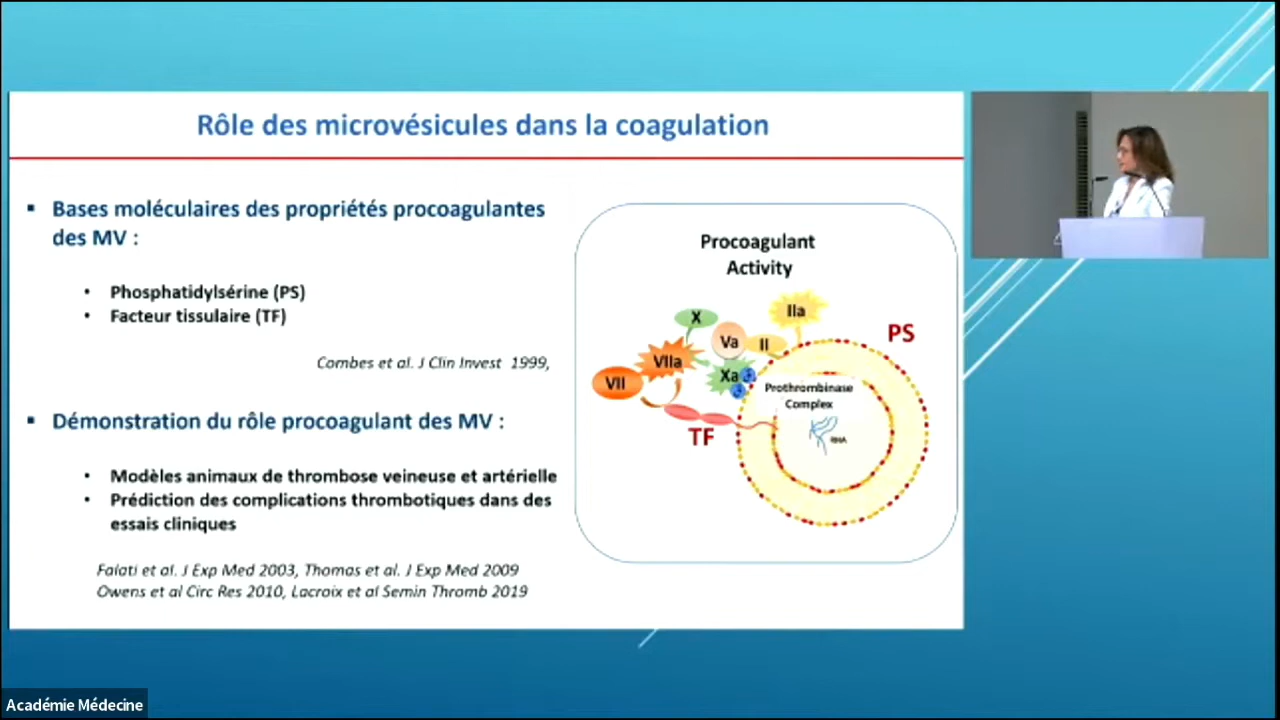 Rôle des microvésicules dans la coagulation
Bases moléculaires des propriétés procoagulantes
des MV :
Phosphatidylsérine (PS)
Facteur tissulaire (TF)
Combes et al. J Clin Invest 1999,
Démonstration du rôle procoagulant des MV :
Modèles animaux de thrombose veineuse et artérielle
Prédiction des complications thrombotiques dans des
essais cliniques
Falati et al. J Exp Med 2003, Thomas et al. J Exp Med 2009
Owens et al Circ Res 2010, Lacroix et al Semin Thromb 2019
Procoagulant
Activity
IIa
X
Va
II
PS
VIIa
Xa
VII
Prothrombinase
Complex
TF
RNA
Académie Médecine